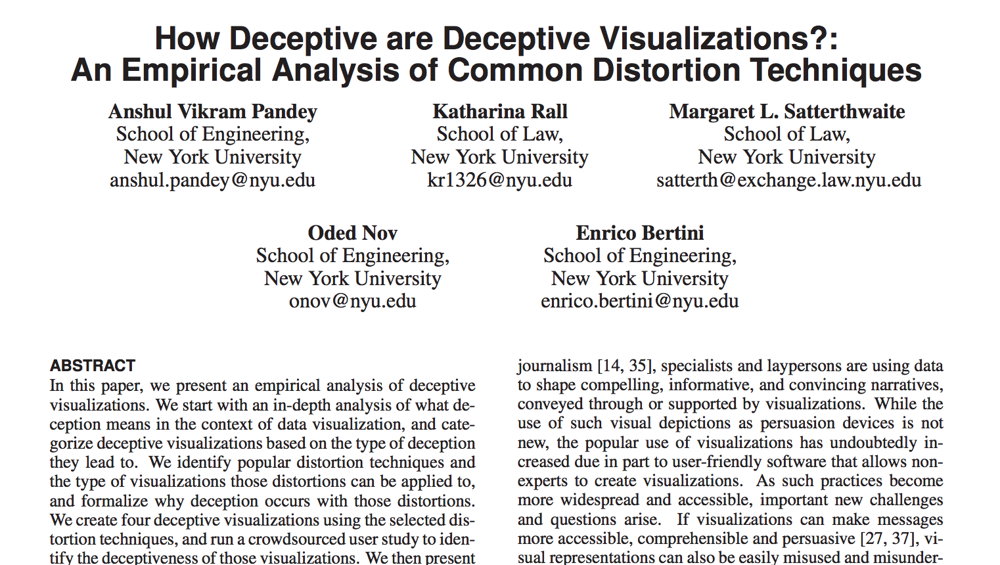 How Deceptive are Deceptive Visualizations?:
An Empirical Analysis of Common Distortion Techniques
Anshul Vikram Pandey
School of Engineering,
New York University
anshul.pandey@nyu.edu
Katharina Rall
School of Law,
New York University
kr1326@nyu.edu
Margaret L. Satterthwaite
School of Law,
New York University
satterth@exchange.law.nyu.edu
Oded Nov
School of Engineering,
New York University
onov@nyu.edu
Enrico Bertini
School of Engineering,
New York University
enrico.bertini@nyu.edu
ABSTRACT
In this paper, we present an empirical analysis of deceptive
visualizations. We start with an in-depth analysis of what de-
ception means in the context of data visualization, and cate-
gorize deceptive visualizations based on the type of deception
they lead to. We identify popular distortion techniques and
the type of visualizations those distortions can be applied to,
and formalize why deception occurs with those distortions.
We create four deceptive visualizations using the selected dis-
tortion techniques, and run a crowdsourced user study to iden-
tify the deceptiveness of those visualizations. We then present
journalism [14, 35], specialists and laypersons are using data
to shape compelling, informative, and convincing narratives,
conveyed through or supported by visualizations. While the
use of such visual depictions as persuasion devices is not
new, the popular use of visualizations has undoubtedly in-
creased due in part to user-friendly software that allows non-
experts to create visualizations. As such practices become
more widespread and accessible, important new challenges
and questions arise. If visualizations can make messages
more accessible, comprehensible and persuasive [27, 37], vi-
sual representations can also be easily misused and misunder-